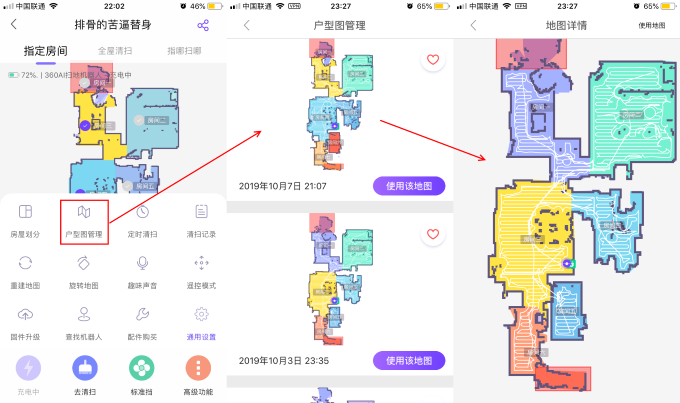 中国联通
22:02
46%
排骨的苦逼替身
指定房间
全屋清扫
指哪扫哪
72%. | 360AI扫地机器人 - 充电中
房间二
房间五
房屋划分
户型图管理
定时清扫
清扫记录
重建地图
旋转地图
趣味声音
遥控模式
固件升级
查找机器人
配件购买
通用设置
充电中
去清扫
标准挡
高级功能
中国联通
VPN
23:27
65%
户型图管理
2019年10月7日 21:07
使用该地图
2019年10月3日 23:35
使用该地图
中国联通
VPN
23:27
65%
地图详情
使用地图